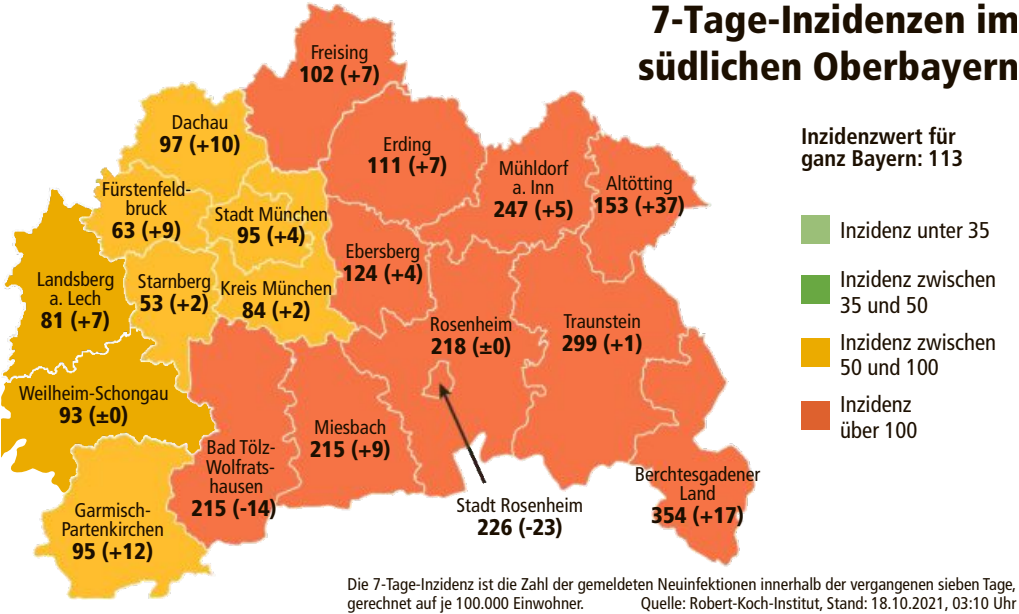 7-Tage-Inzidenzen im
südlichen Oberbayern
Inzidenzwert für
ganz Bayern: 113
Inzidenz unter 35
Inzidenz zwischen
35 und 50
Inzidenz zwischen
50 und 100
Inzidenz
über 100
Freising
102 (+7)
Dachau
97 (+10)
Erding
111 (+7)
Mühldorf
a. Inn
247 (+5)
Altötting
153 (+37)
Fürstenfeld-
bruck
63 (+9)
Stadt München
95 (+4)
Ebersberg
124 (+4)
Landsberg
a. Lech
81 (+7)
Starnberg
53 (+2)
Kreis München
84 (+2)
Rosenheim
218 (±0)
Traunstein
299 (+1)
Weilheim-Schongau
93 (±0)
Bad Tölz-
Wolfrats-
hausen
215 (-14)
Miesbach
215 (+9)
Stadt Rosenheim
226 (-23)
Berchtesgadener
Land
354 (+17)
Garmisch-
Partenkirchen
95 (+12)
Die 7-Tage-Inzidenz ist die Zahl der gemeldeten Neuinfektionen innerhalb der vergangenen sieben Tage,
gerechnet auf je 100.000 Einwohner. Quelle: Robert-Koch-Institut, Stand: 18.10.2021, 03:10 Uhr